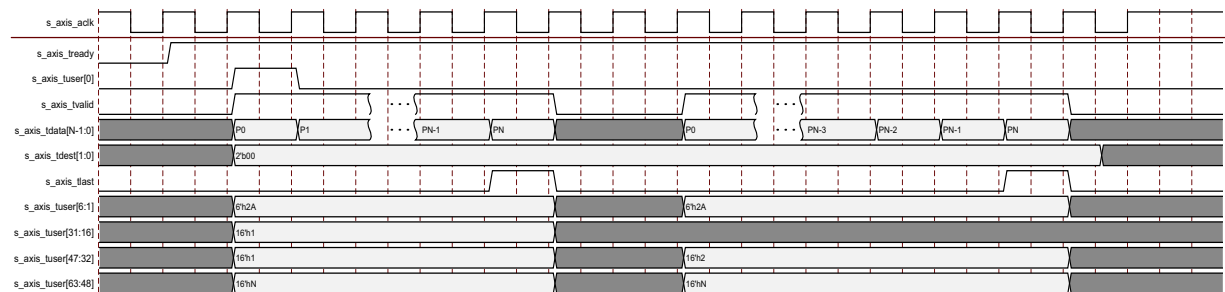 s_axis_aclk
s_axis_tready
s_axis_tuser[0]
s_axis_tvalid
s_axis_tdata[N-1:0] P0 P1 PN-1 PN P0 PN-3 PN-2 PN-1 PN
s_axis_tdest[1:0] 2'b00
s_axis_tlast
s_axis_tuser[6:1] 6'h2A 6'h2A
s_axis_tuser[31:16] 16'h1
s_axis_tuser[47:32] 16'h1 16'h2
s_axis_tuser[63:48] 16'hN 16'hN